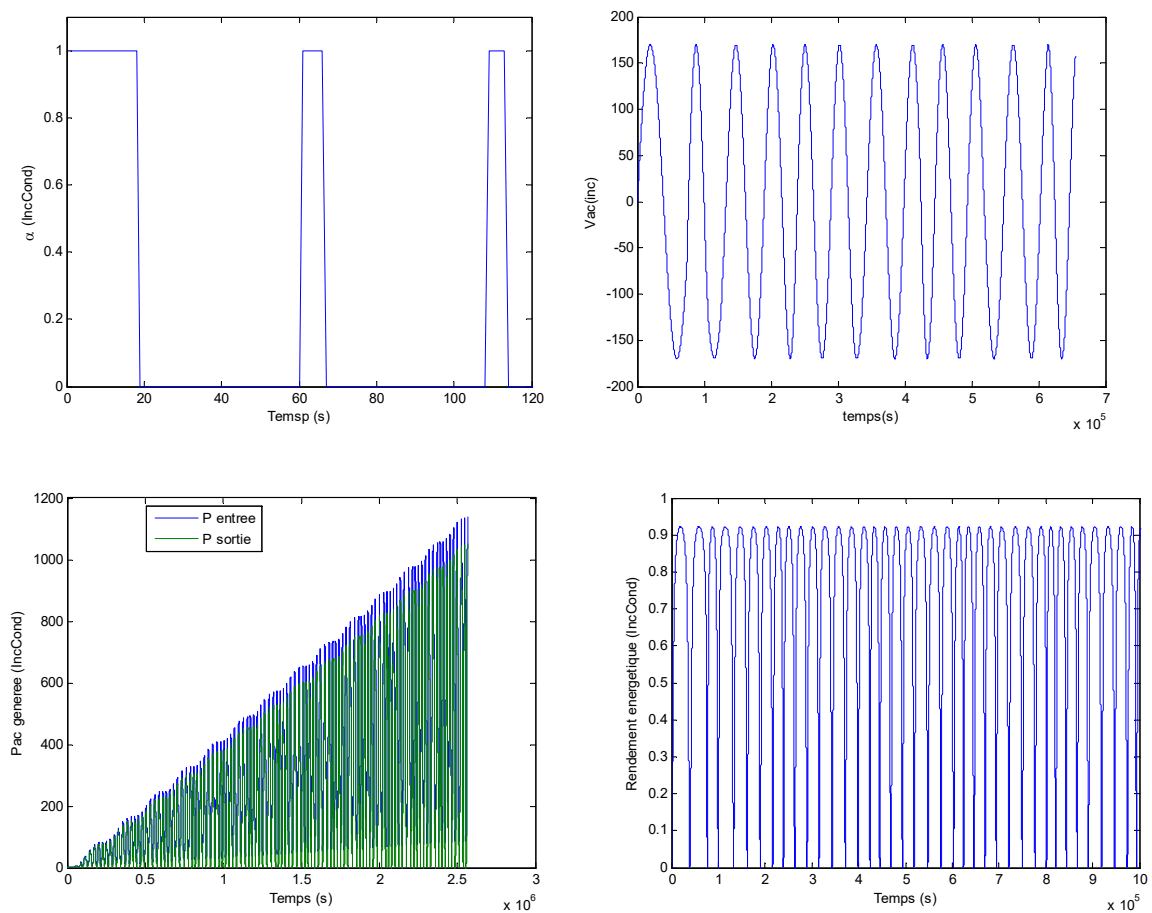 1
0.8
0.6
0.4
0.2
0
α (IncCond)
0 20 40 60 80 100 120
Temsp (s)
200
150
100
50
0
-50
-100
-150
-200
Vac(inc)
0 1 2 3 4 5 6 7
temps(s)
x 10^5
1200
1000
800
600
400
200
0
Pac generee (IncCond)
P entree
P sortie
0 0.5 1 1.5 2 2.5 3
Temps (s)
x 10^6
1
0.9
0.8
0.7
0.6
0.5
0.4
0.3
0.2
0.1
0
Rendement energetique (IncCond)
0 1 2 3 4 5 6 7 8 9 10
Temps (s)
x 10^5